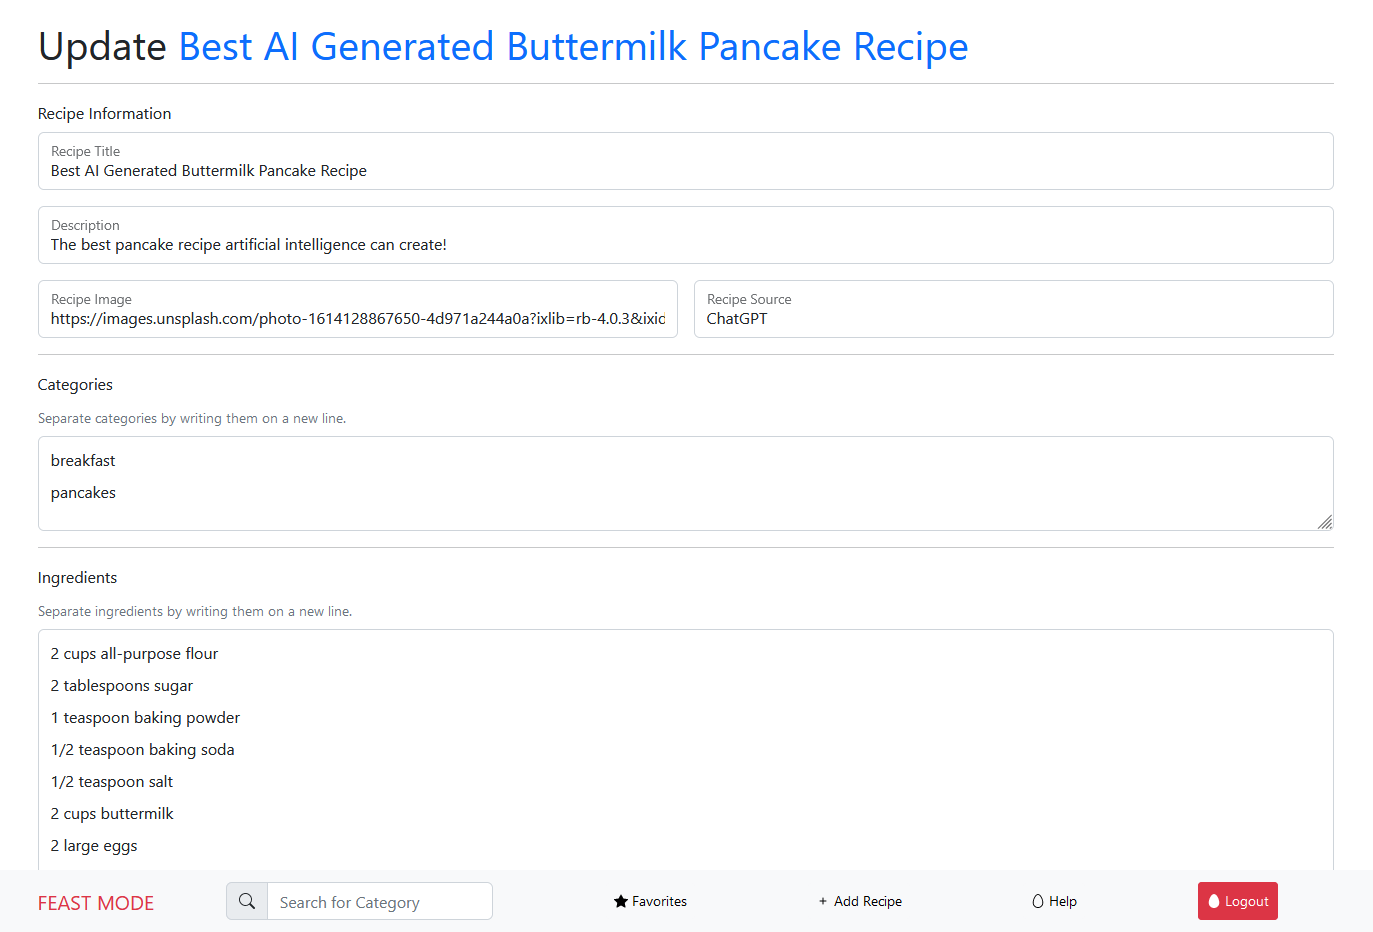 Update Best AI Generated Buttermilk Pancake Recipe
Recipe Information
Recipe Title
Best AI Generated Buttermilk Pancake Recipe
Description
The best pancake recipe artificial intelligence can create!
Recipe Image
https://images.unsplash.com/photo-1614128867650-4d971a244a0a?ixlib=rb-4.0.3&ixid
Recipe Source
ChatGPT
Categories
Separate categories by writing them on a new line.
breakfast
pancakes
Ingredients
Separate ingredients by writing them on a new line.
2 cups all-purpose flour
2 tablespoons sugar
1 teaspoon baking powder
1/2 teaspoon baking soda
1/2 teaspoon salt
2 cups buttermilk
2 large eggs
FEAST MODE
Search for Category
Favorites
+ Add Recipe
Help
Logout